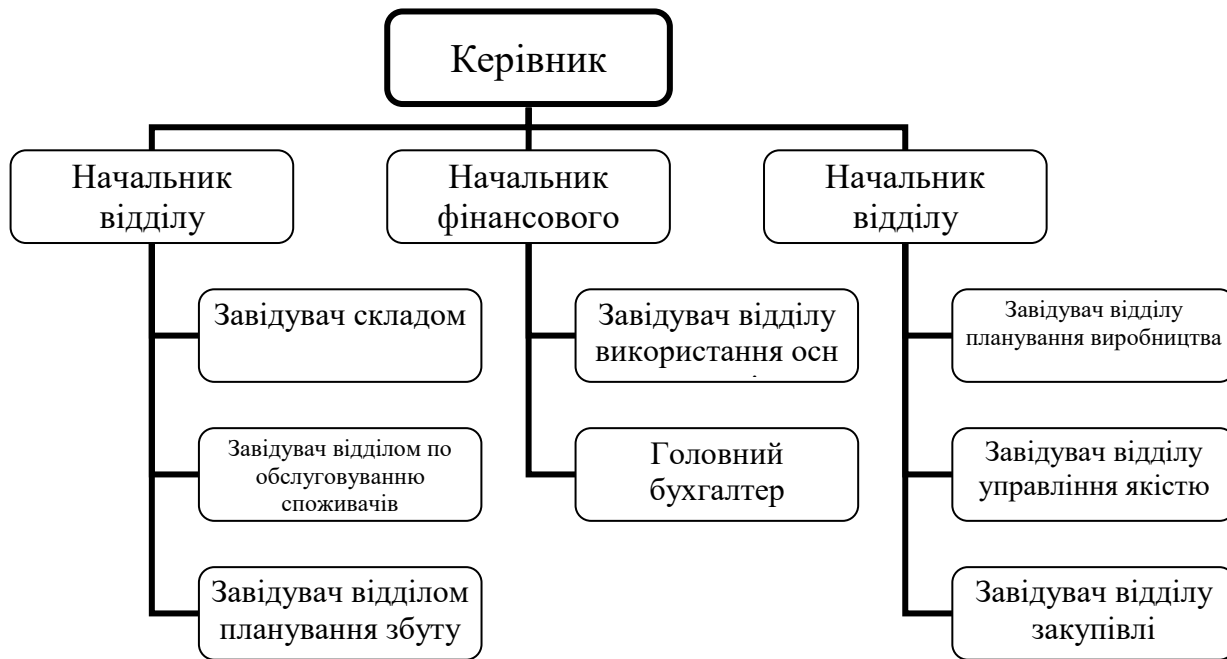 Керівник
Начальник
відділу
Начальник
фінансового
Начальник
відділу
Завідувач складом
Завідувач відділом по
обслуговуванню
споживачів
Завідувач відділом
планування збуту
Завідувач відділу
використання осн
Головний
бухгалтер
Завідувач відділу
планування виробництва
Завідувач відділу
управління якістю
Завідувач відділу
закупівлі